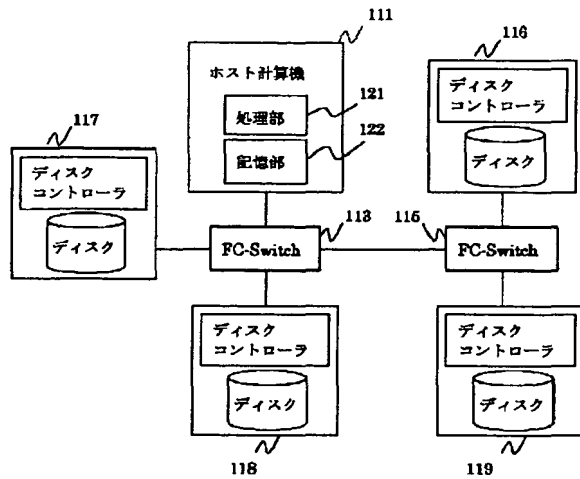 111
116
ホスト計算機
121
処理部
122
記憶部
ディスク
コントローラ
ディスク
117
ディスク
コントローラ
ディスク
113
115
FC-Switch
FC-Switch
ディスク
コントローラ
ディスク
118
ディスク
コントローラ
ディスク
119